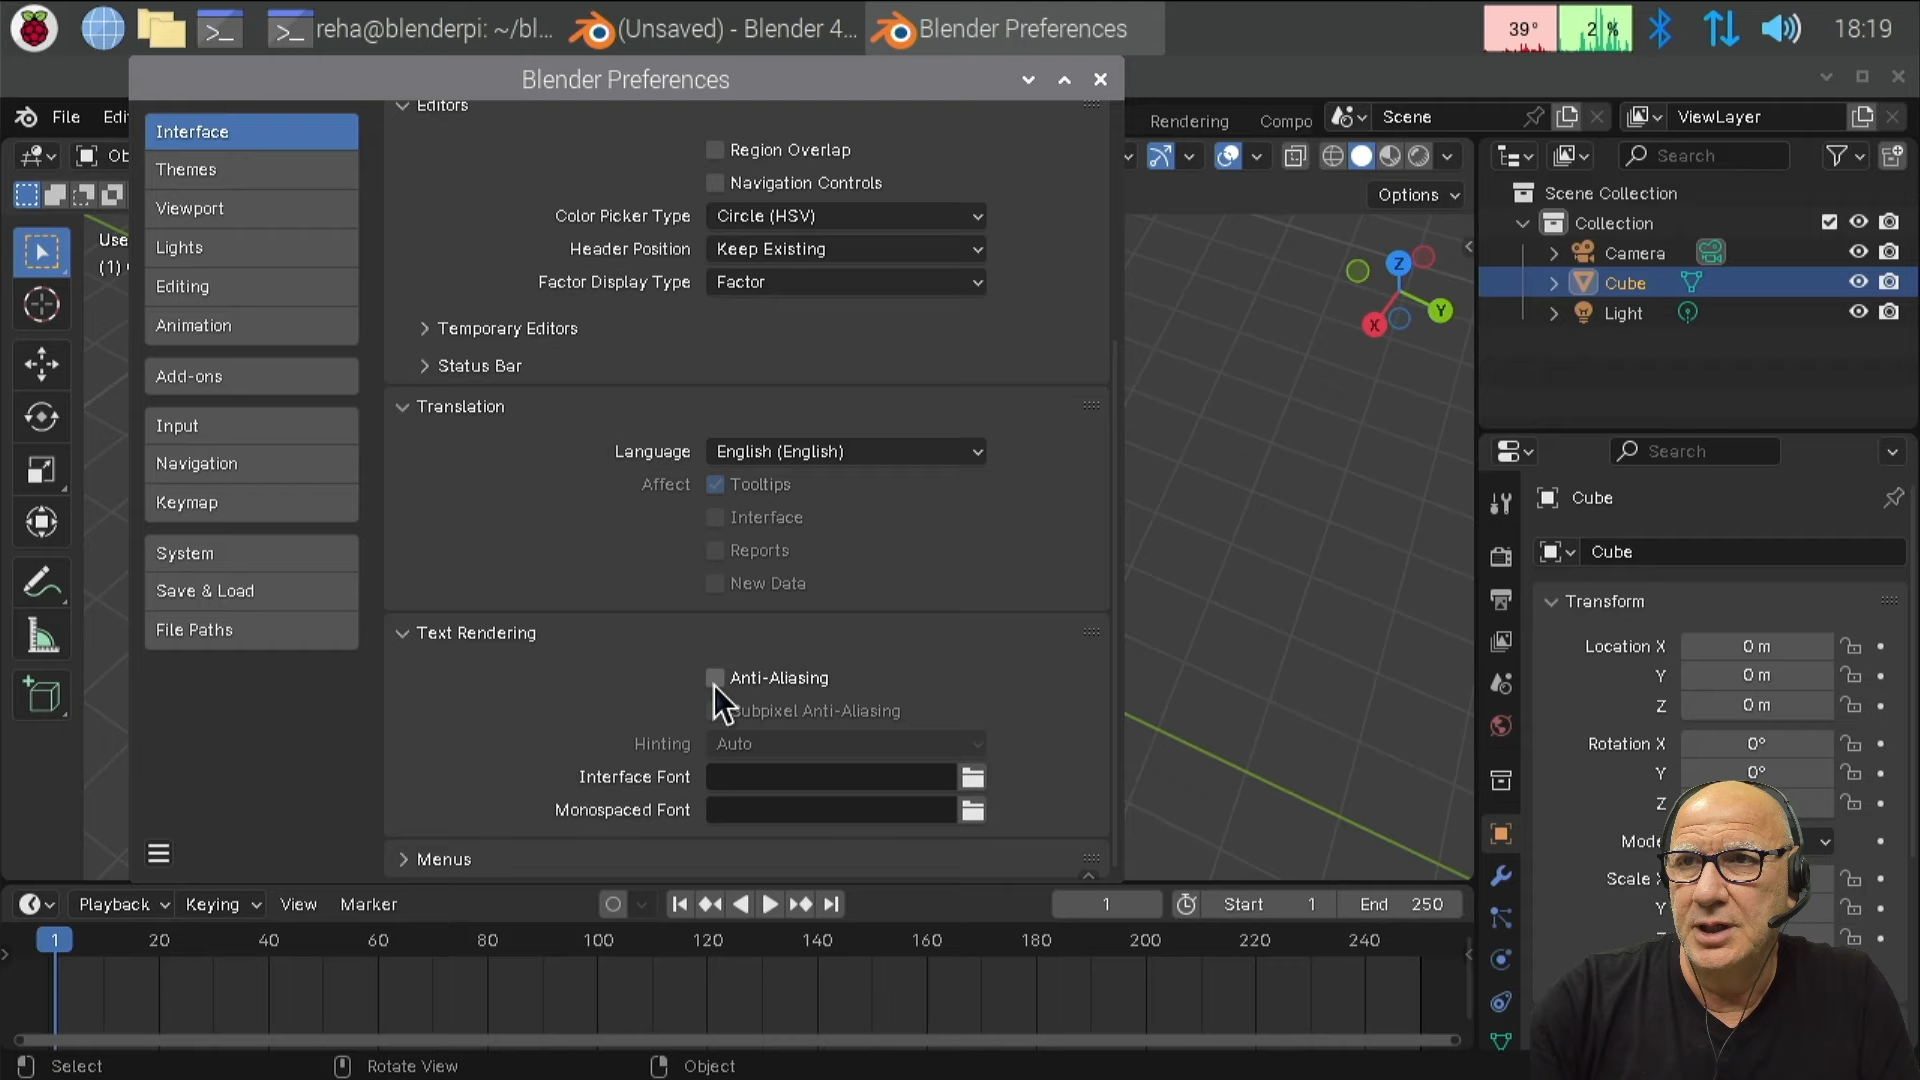 reha@blenderpi: ~/bl...
(Unsaved) - Blender 4...
Blender Preferences
39°
2 %
18:19
Blender Preferences
File
Edi
Rendering
Compo
Scene
ViewLayer
Interface
Themes
Viewport
Lights
Editing
Animation
Add-ons
Input
Navigation
Keymap
System
Save & Load
File Paths
Editors
Region Overlap
Navigation Controls
Color Picker Type
Circle (HSV)
Header Position
Keep Existing
Factor Display Type
Factor
Temporary Editors
Status Bar
Translation
Language
English (English)
Affect
Tooltips
Interface
Reports
New Data
Text Rendering
Anti-Aliasing
Subpixel Anti-Aliasing
Hinting
Auto
Interface Font
Monospaced Font
Menus
Ob
Use
(1)
Options
Z
Y
X
Search
Scene Collection
Collection
Camera
Cube
Light
Search
Cube
Cube
Transform
Location X
0 m
Y
0 m
Z
0 m
Rotation X
0°
Y
0°
Z
Mod
Scale
Y
Playback
Keying
View
Marker
1
Start
1
End
250
1
20
40
60
80
100
120
140
160
180
200
220
240
Select
Rotate View
Object